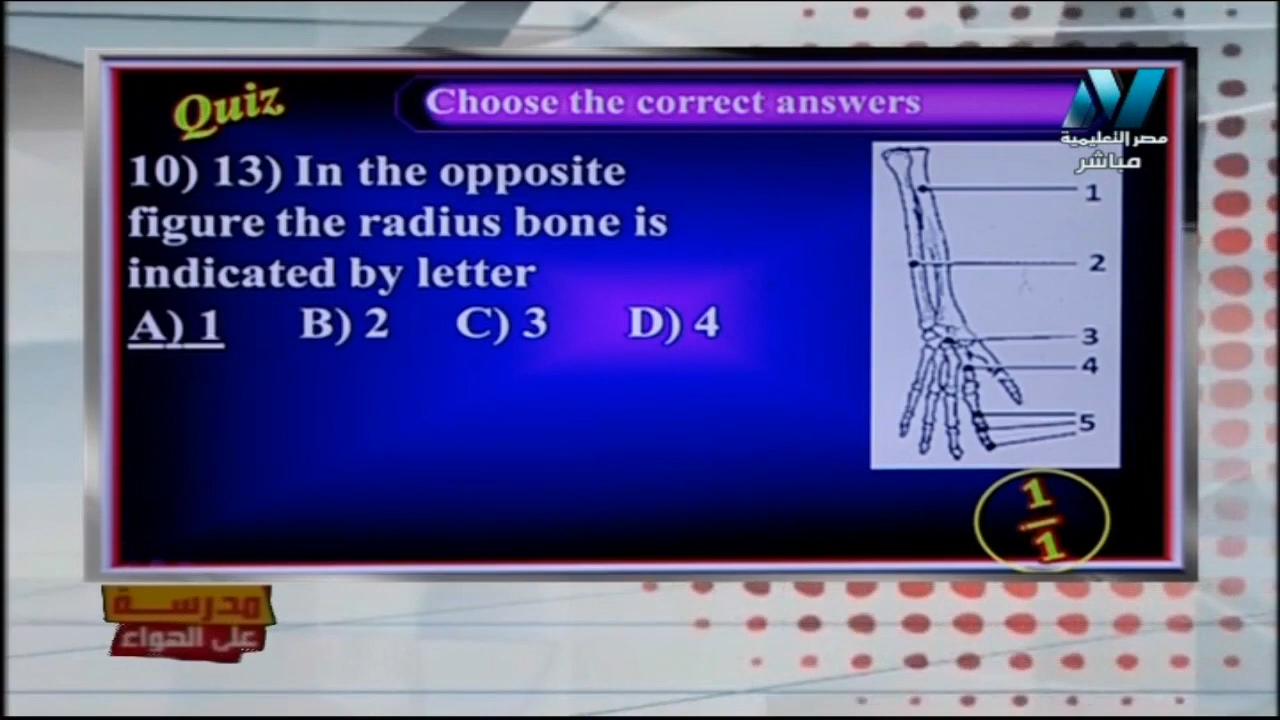 Quiz
Choose the correct answers
مصر التعليمية
مباشر
10) 13) In the opposite
figure the radius bone is
indicated by letter
A) 1 B) 2 C) 3 D) 4
1
2
3
4
5
1
1
مدرسة
على الهواء